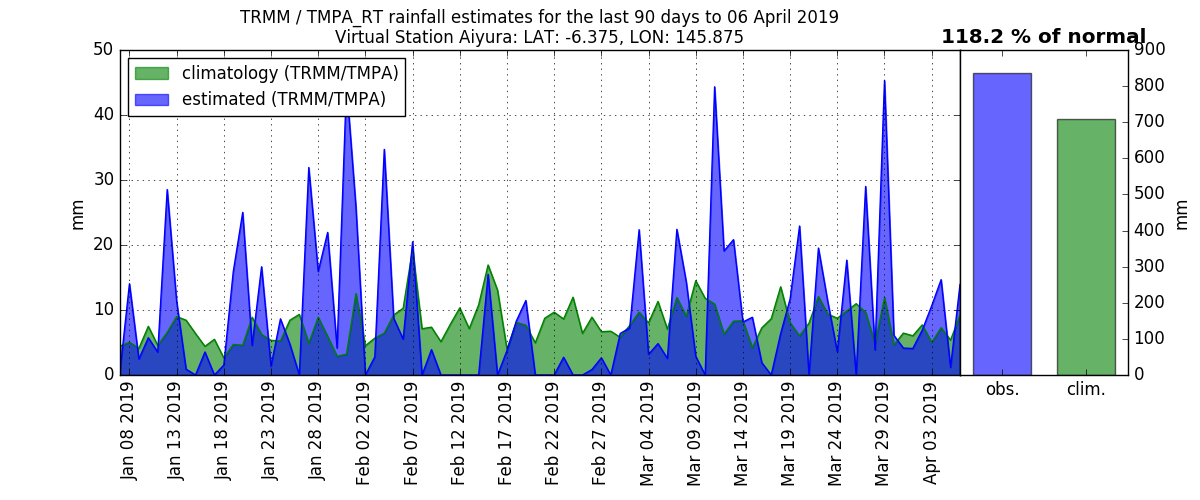 TRMM / TMPA_RT rainfall estimates for the last 90 days to 06 April 2019
Virtual Station Aiyura: LAT: -6.375, LON: 145.875
118.2 % of normal
climatology (TRMM/TMPA)
estimated (TRMM/TMPA)
50
40
30
20
10
0
mm
900
800
700
600
500
400
300
200
100
0
mm
Jan 08 2019
Jan 13 2019
Jan 18 2019
Jan 23 2019
Jan 28 2019
Feb 02 2019
Feb 07 2019
Feb 12 2019
Feb 17 2019
Feb 22 2019
Feb 27 2019
Mar 04 2019
Mar 09 2019
Mar 14 2019
Mar 19 2019
Mar 24 2019
Mar 29 2019
Apr 03 2019
obs.
clim.